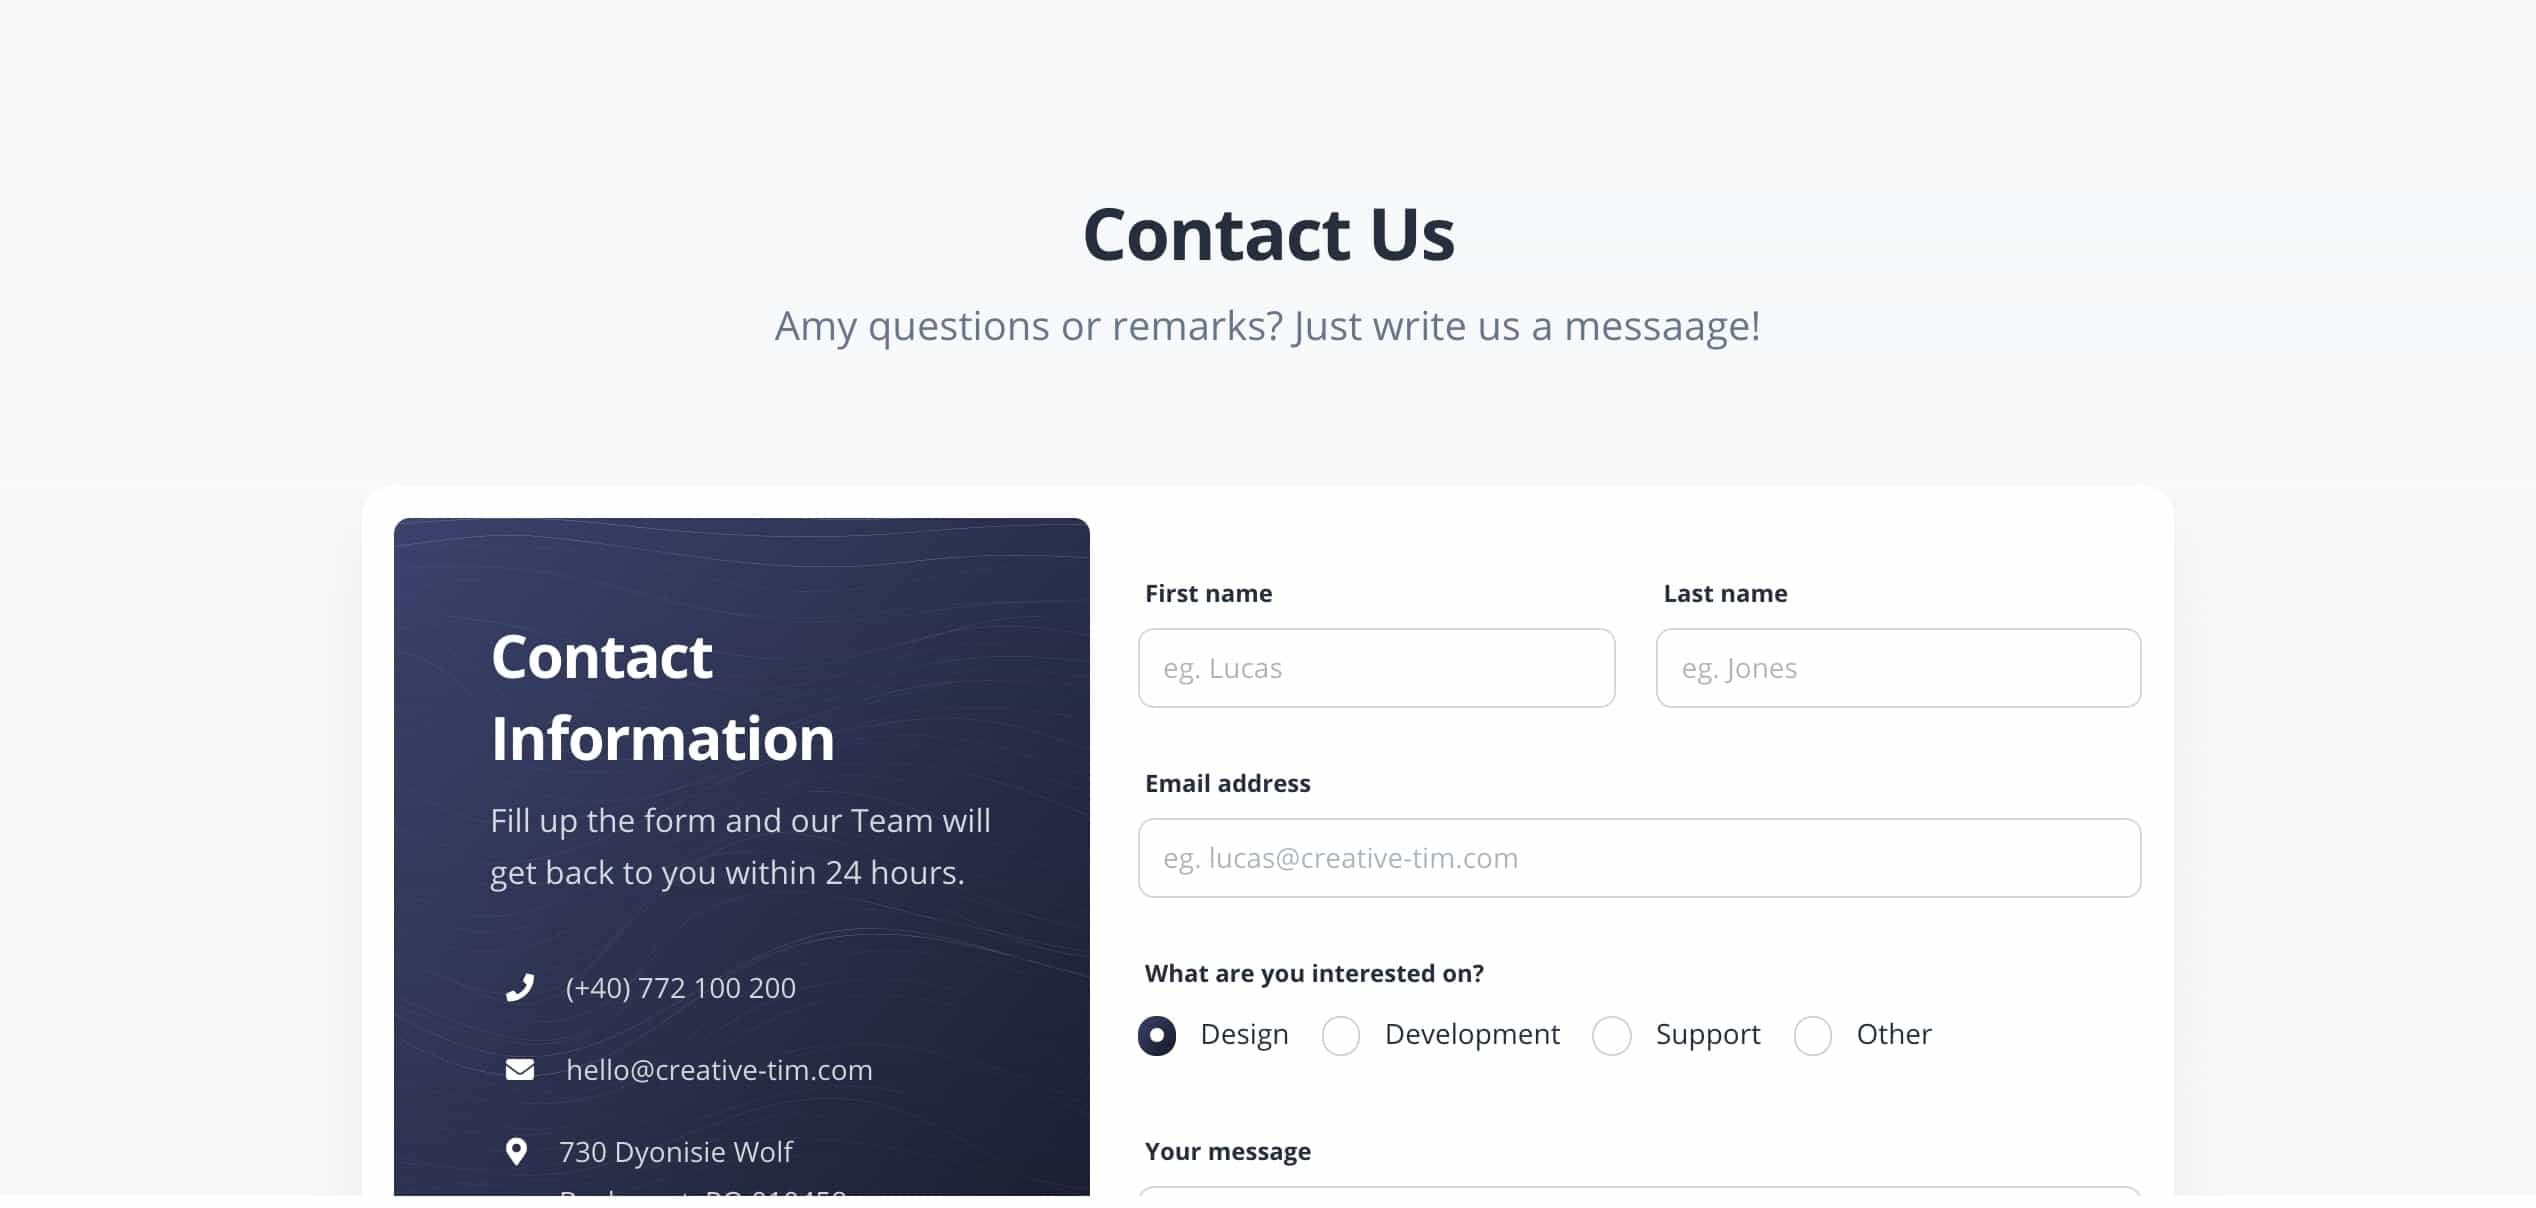 Contact Us
Amy questions or remarks? Just write us a messaage!
Contact
Information
Fill up the form and our Team will
get back to you within 24 hours.
(+40) 772 100 200
hello@creative-tim.com
730 Dyonisie Wolf
First name
Last name
eg. Lucas
eg. Jones
Email address
eg. lucas@creative-tim.com
What are you interested on?
Design
Development
Support
Other
Your message